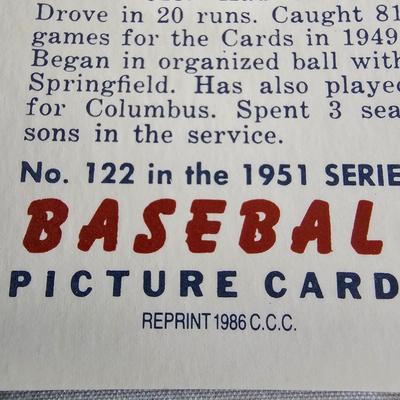 Drove in 20 runs. Caught 81
games for the Cards in 1949.
Began in organized ball with
Springfield. Has also played
for Columbus. Spent 3 sea-
sons in the service.
No. 122 in the 1951 SERIE
BASEBAL
PICTURE CARD
REPRINT 1986 C.C.C.